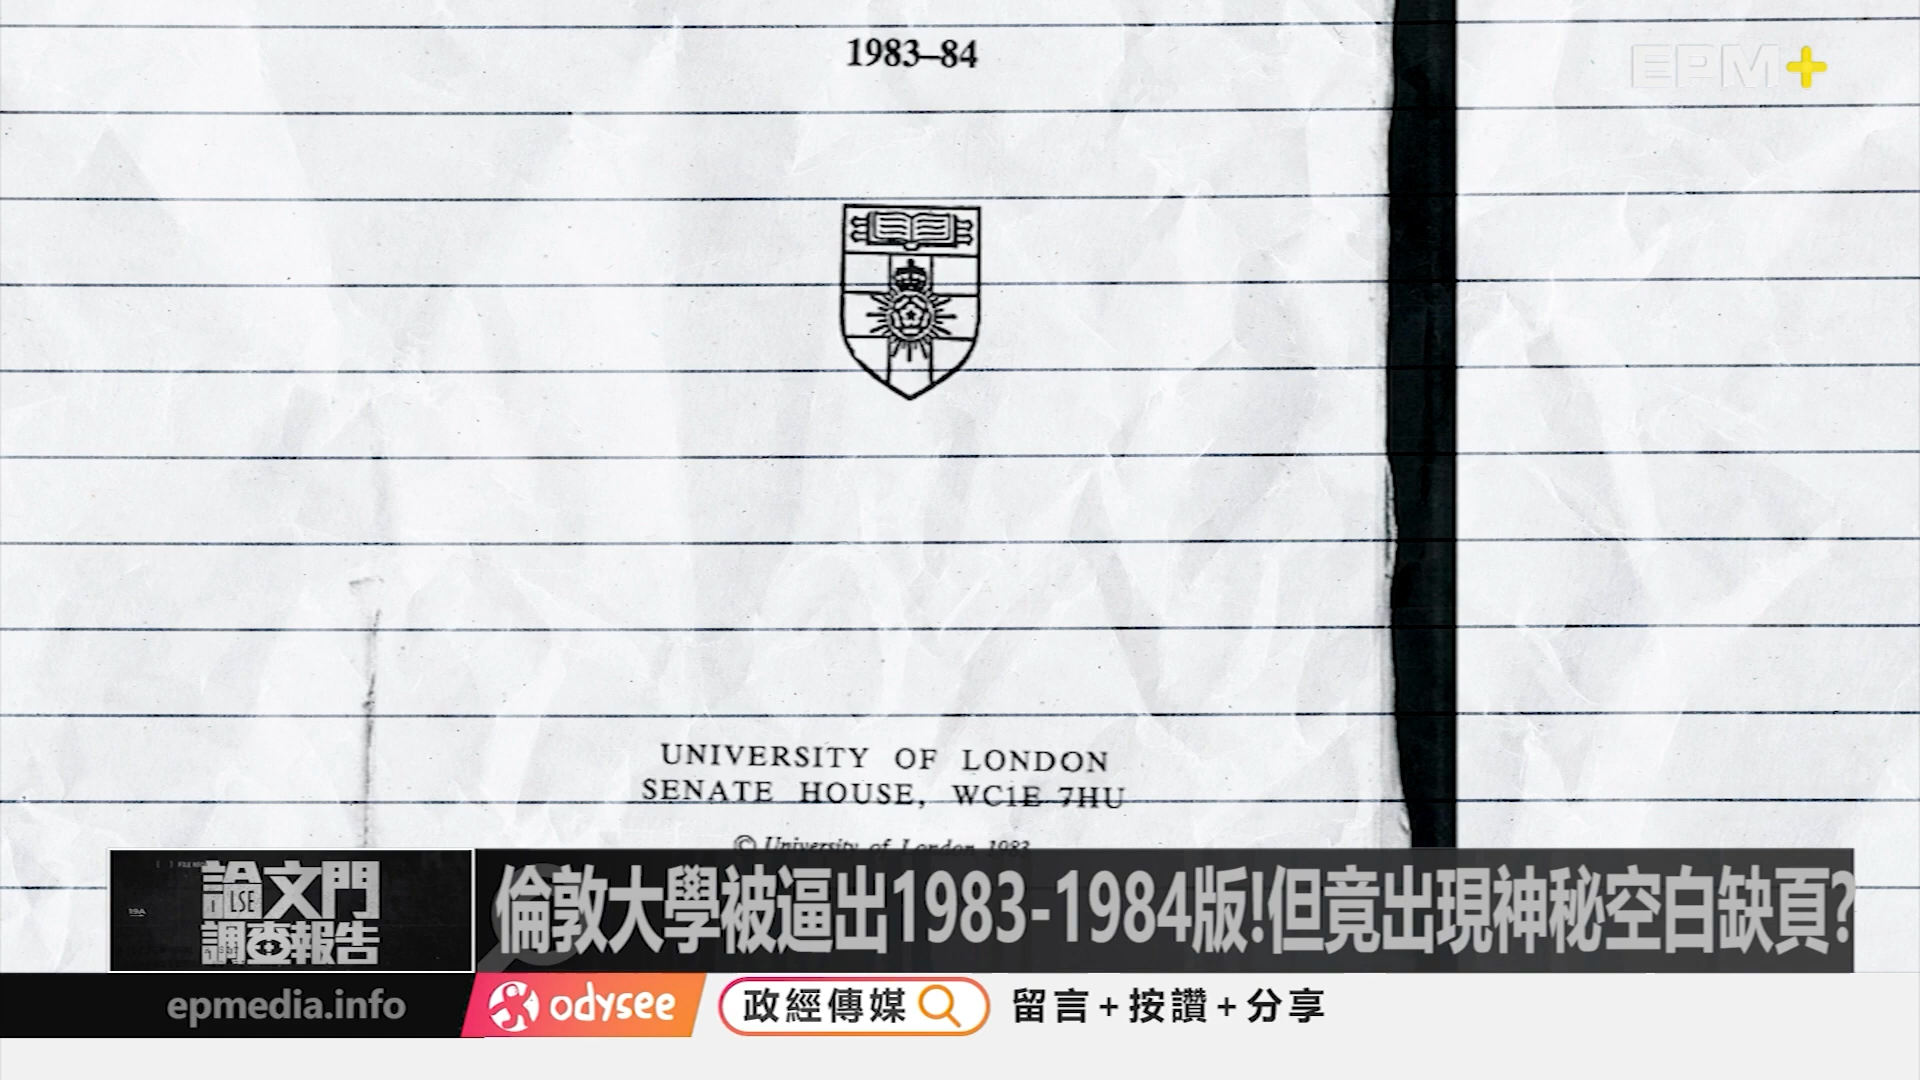 1983–84
EPM+
UNIVERSITY OF LONDON
SENATE HOUSE, WC1E 7HU
© University of London 1983
論文門
LSE
調查報告
19A
倫敦大學被逼出1983-1984版!但竟出現神秘空白缺頁?
epmedia.info
odysee
政經傳媒
留言+按讚+分享